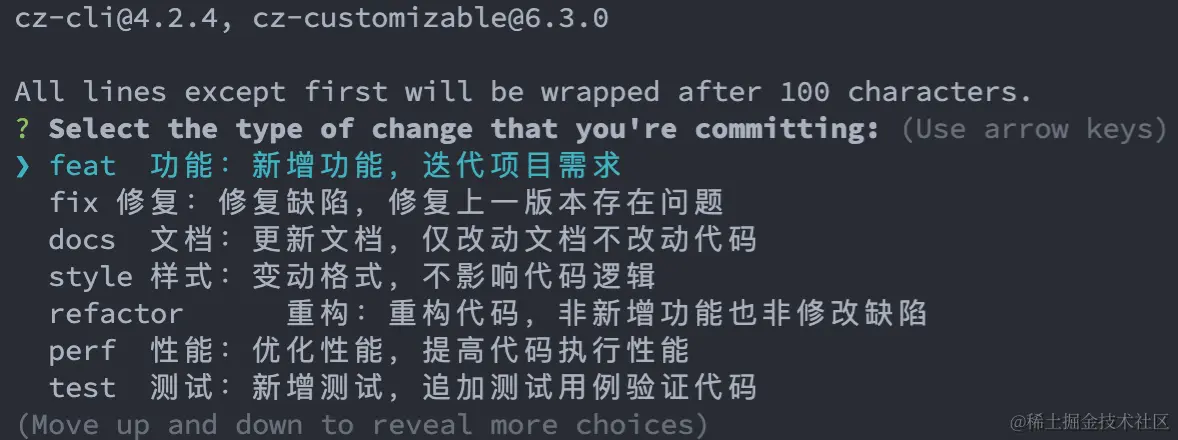 cz-cli@4.2.4, cz-customizable@6.3.0
All lines except first will be wrapped after 100 characters.
? Select the type of change that you're committing: (Use arrow keys)
❯ feat  功能：新增功能，迭代项目需求
fix 修复：修复缺陷，修复上一版本存在问题
docs  文档：更新文档，仅改动文档不改动代码
style 样式：变动格式，不影响代码逻辑
refactor      重构：重构代码，非新增功能也非修改缺陷
perf  性能：优化性能，提高代码执行性能
test  测试：新增测试，追加测试用例验证代码
(Move up and down to reveal more choices)
@稀土掘金技术社区